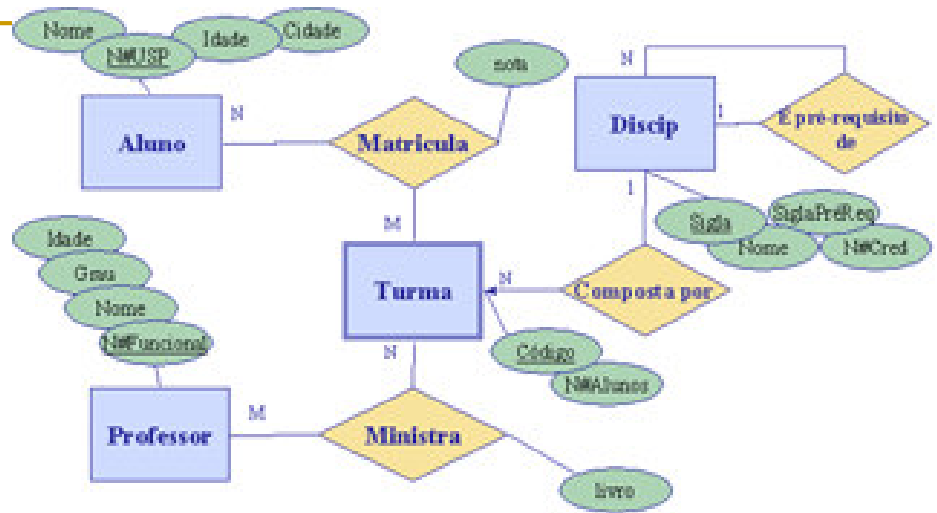 Nome
N#USP
Idade
Cidade
nota
N
Aluno
N
Matricula
Discip
1
É pré-requisito
de
M
1
Sigla
SiglaPréReq
Nome
N#Cred
Idade
Grau
Nome
N#Funcional
Turma
N
Composta por
Código
N#Alunos
N
Professor
M
Ministra
livro